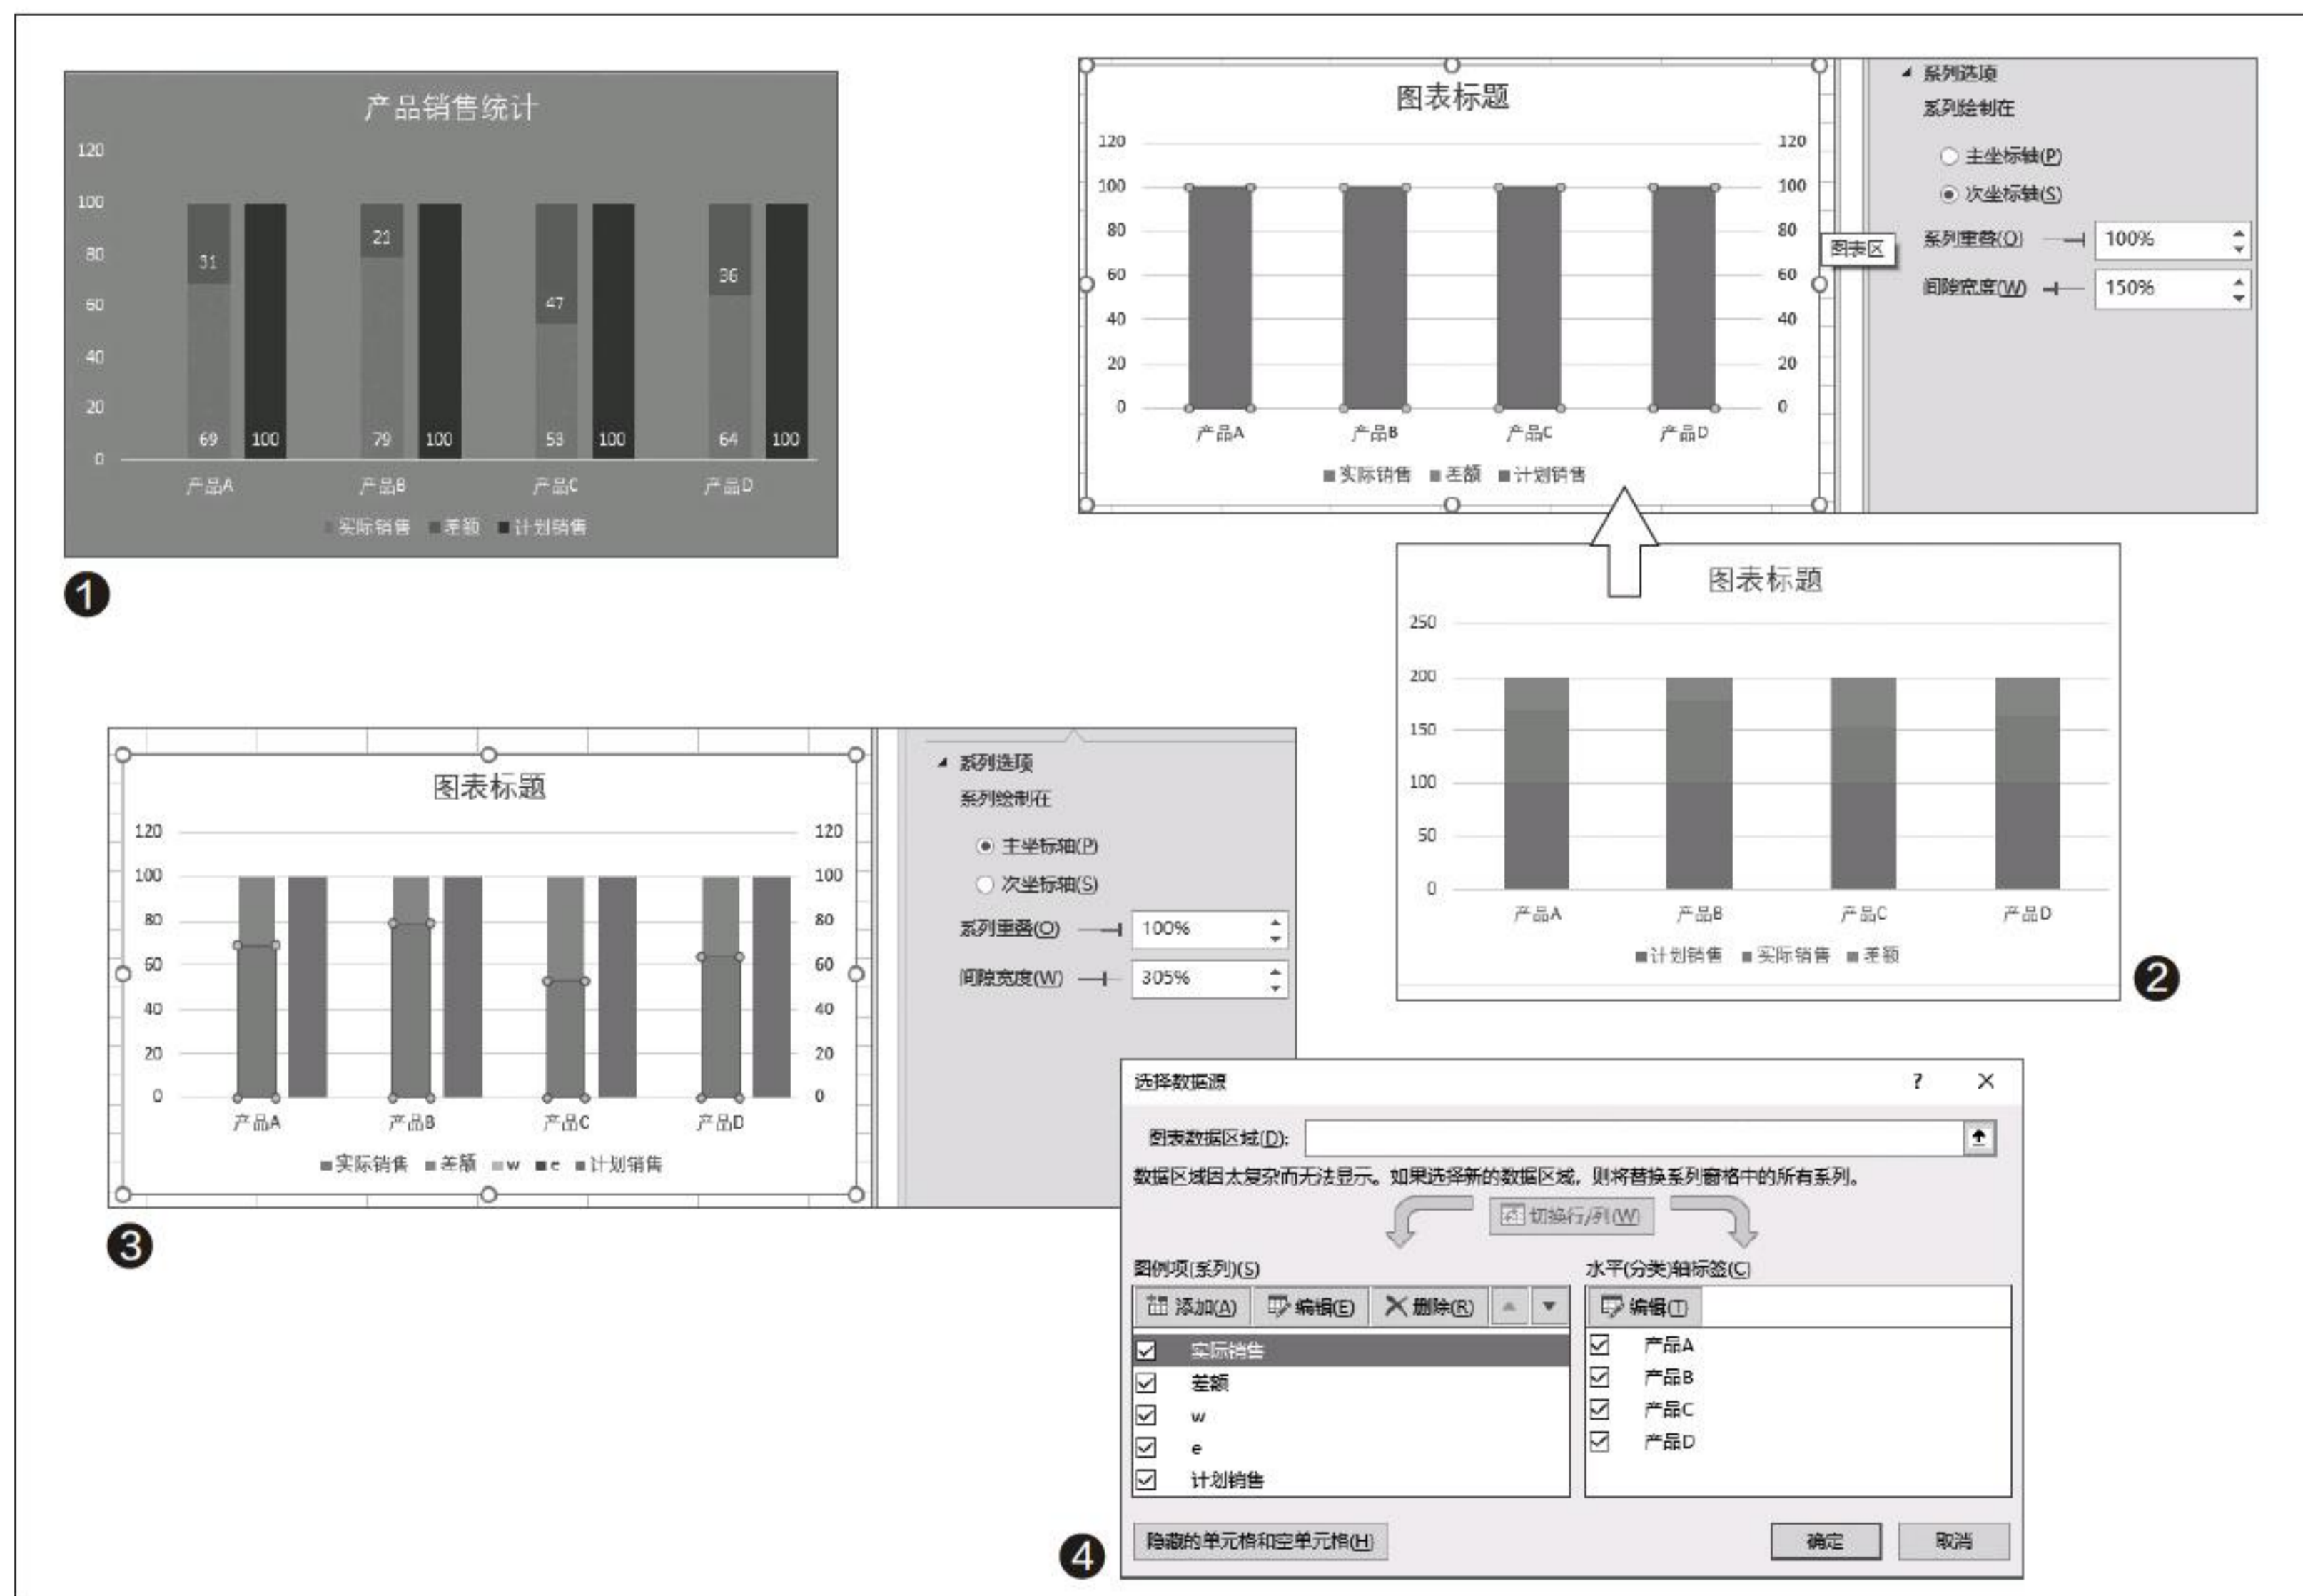 产品销售统计
120
100
80
60
40
20
0
31
21
47
36
69
100
79
100
53
100
64
100
产品A
产品B
产品C
产品D
实际销售 差额 计划销售
1
图表标题
120
100
80
60
40
20
0
120
100
80
60
40
20
0
产品A
产品B
产品C
产品D
实际销售 差额 计划销售
图表区
系列选项
系列绘制在
主坐标轴(P)
次坐标轴(S)
系列重叠(O) 100%
间隙宽度(W) 150%
图表标题
250
200
150
100
50
0
产品A
产品B
产品C
产品D
计划销售 实际销售 差额
2
图表标题
120
100
80
60
40
20
0
120
100
80
60
40
20
0
产品A
产品B
产品C
产品D
实际销售 差额 w e 计划销售
系列选项
系列绘制在
主坐标轴(P)
次坐标轴(S)
系列重叠(O) 100%
间隙宽度(W) 305%
3
选择数据源 ? ×
图表数据区域(D):
数据区域因太复杂而无法显示。如果选择新的数据区域，则将替换系列窗格中的所有系列。
切换行/列(W)
图例项(系列)(S)
添加(A) 编辑(E) 删除(R)
实际销售
差额
w
e
计划销售
水平(分类)轴标签(C)
编辑(T)
产品A
产品B
产品C
产品D
隐藏的单元格和空单元格(H)
确定
取消
4